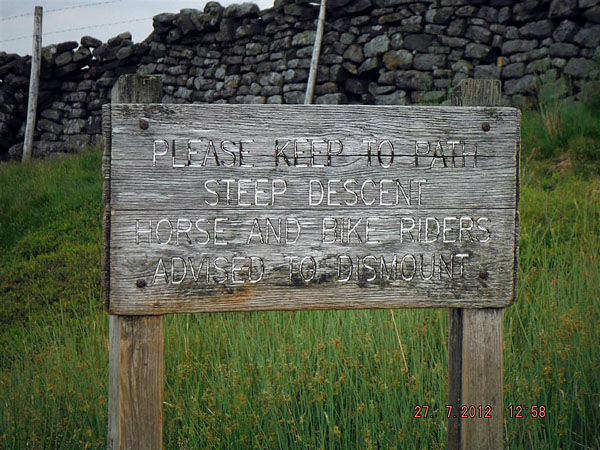 PLEASE KEEP TO PATH
STEEP DESCENT
HORSE AND BIKE RIDERS
ADVISED TO DISMOUNT
27. 7.2012 12:58